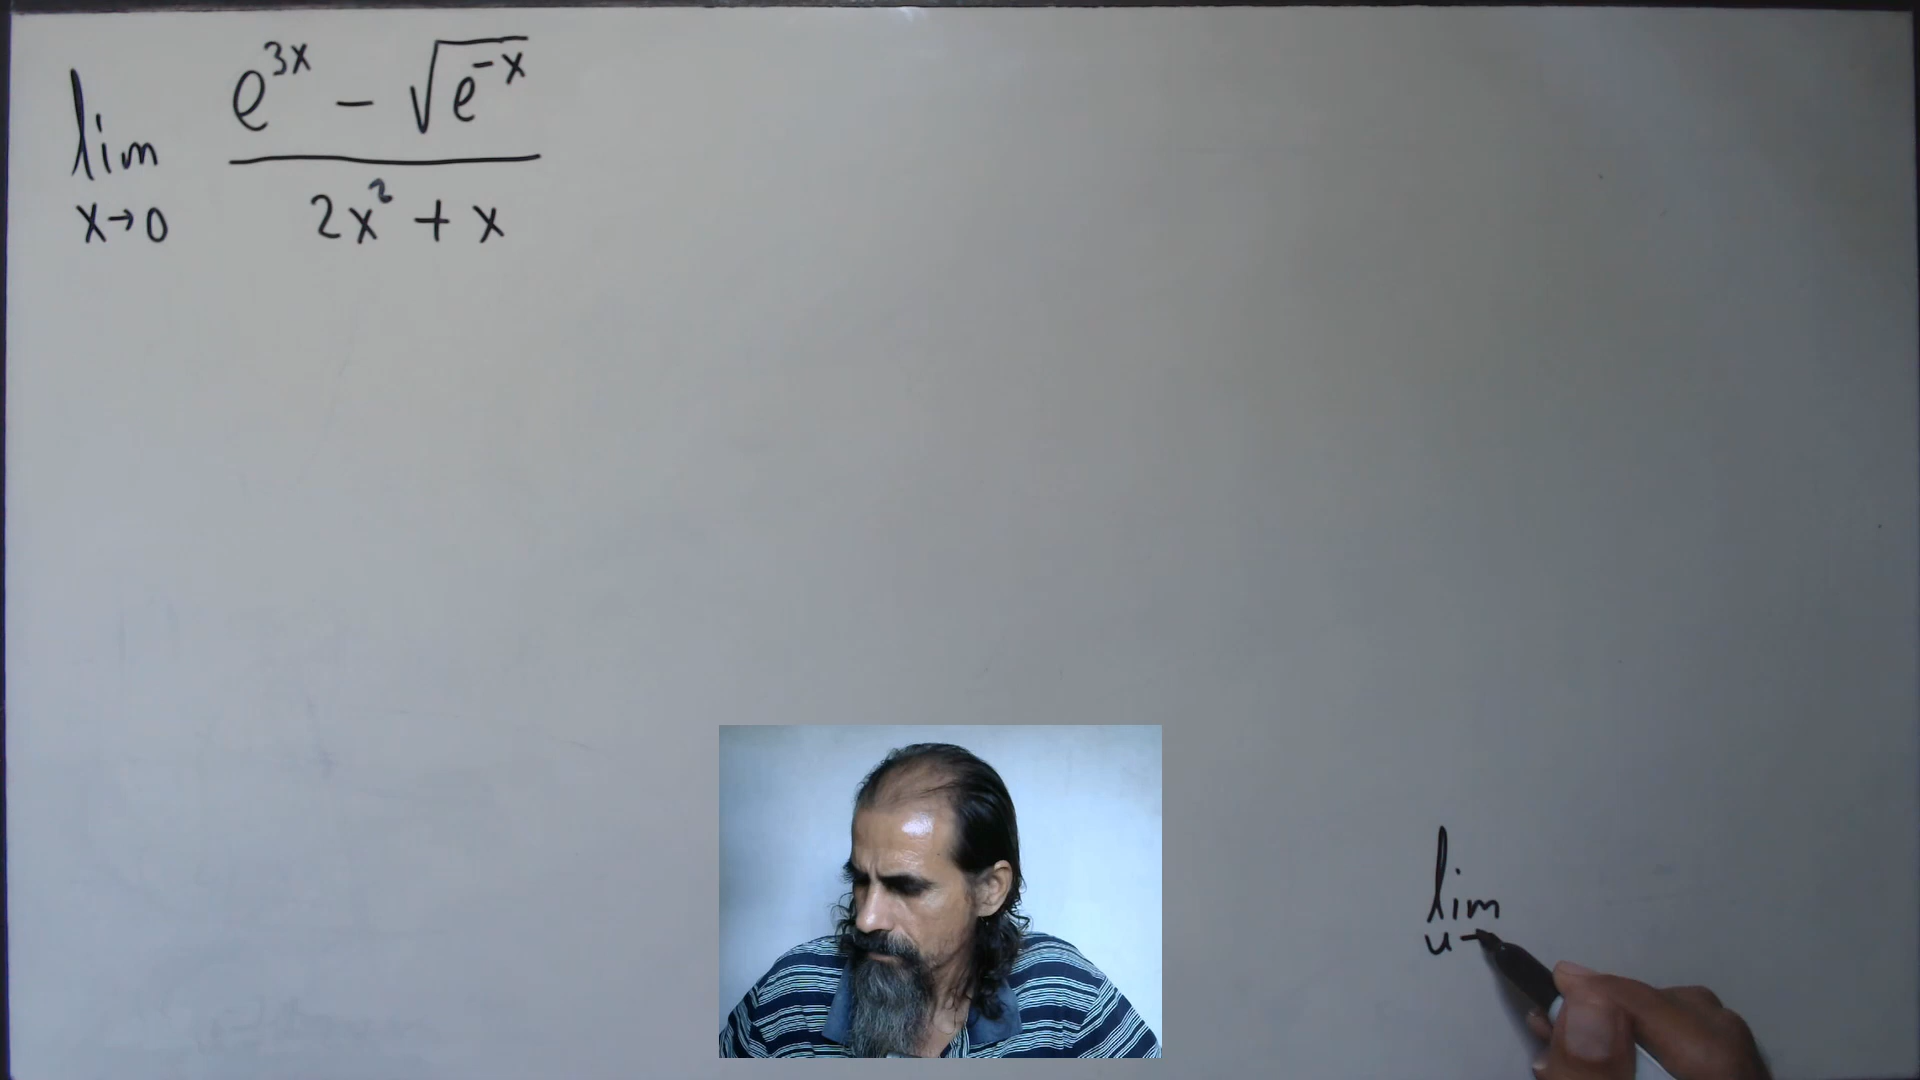 lim e^{3x} - √(e^{-x}) / 2x² + x
x→0
lim
u -